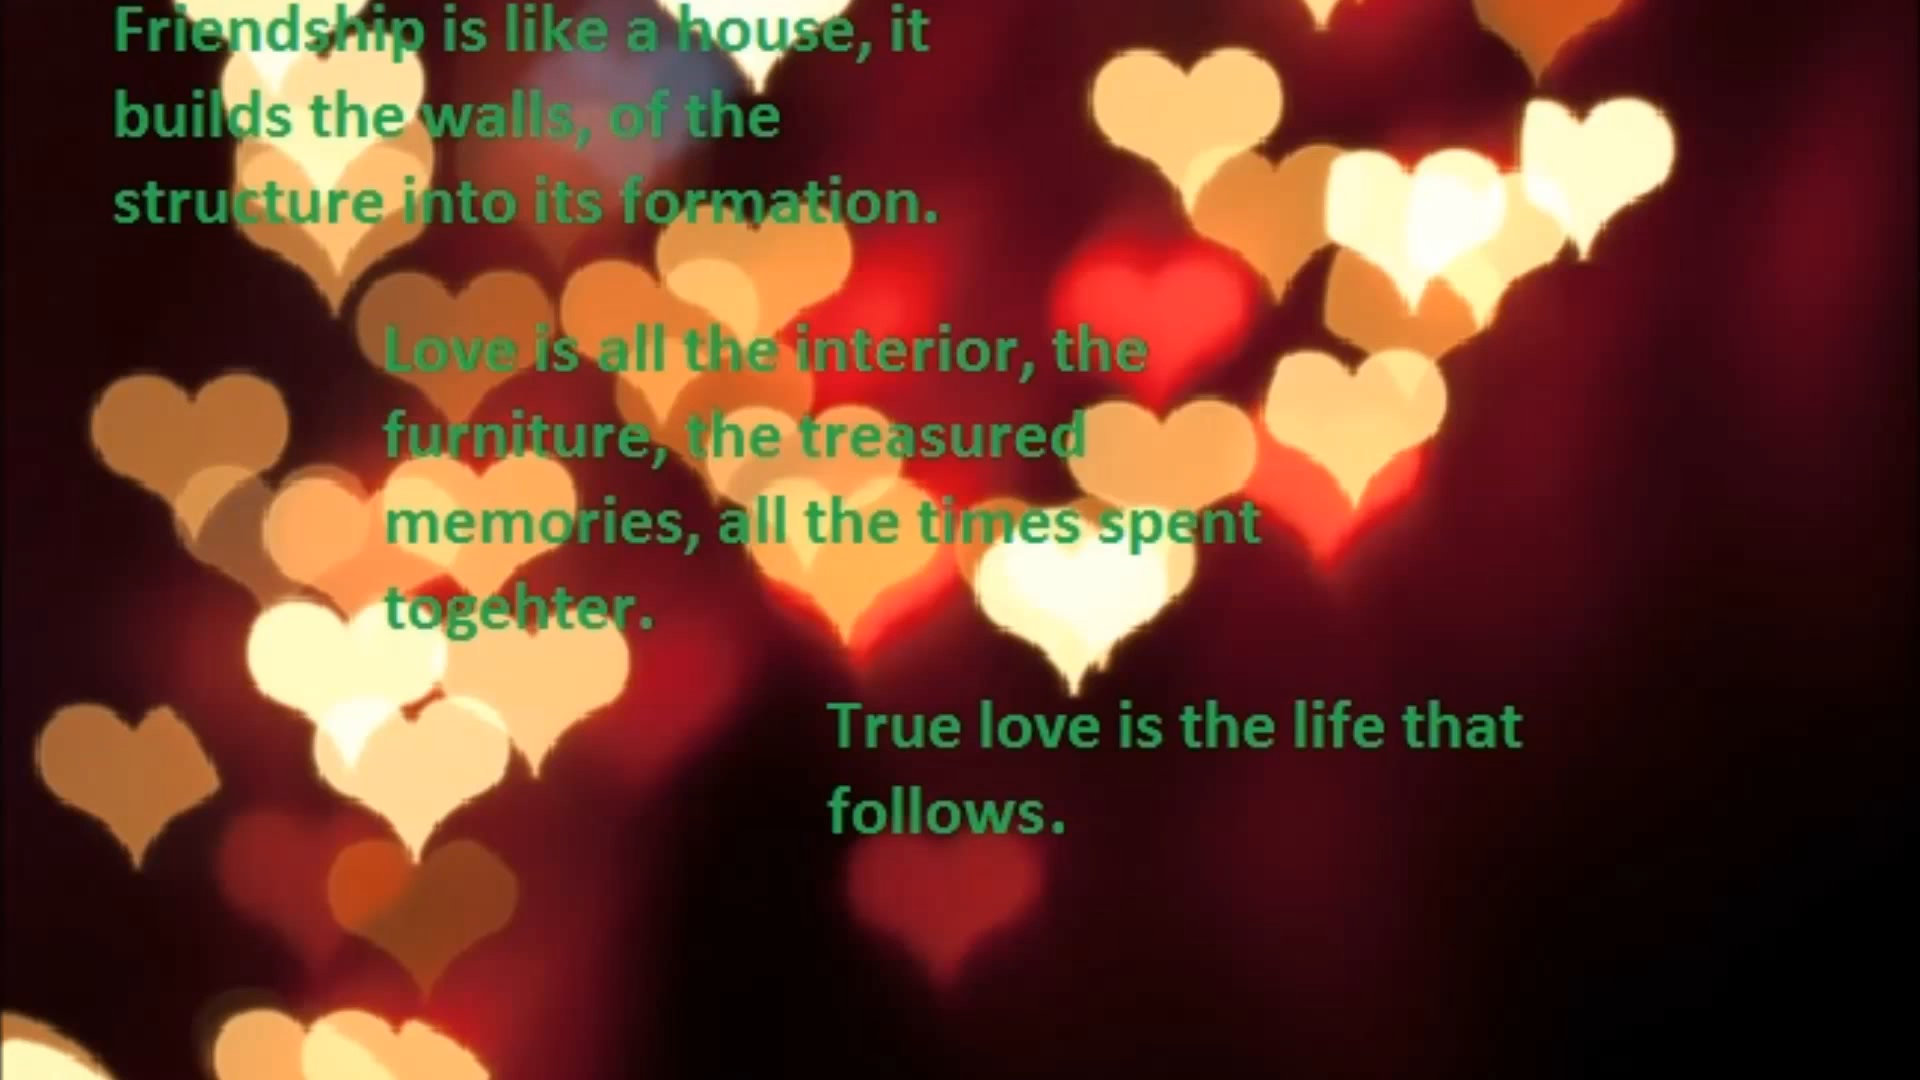 Friendship is like a house, it
builds the walls, of the
structure into its formation.
Love is all the interior, the
furniture, the treasured
memories, all the times spent
togehter.
True love is the life that
follows.